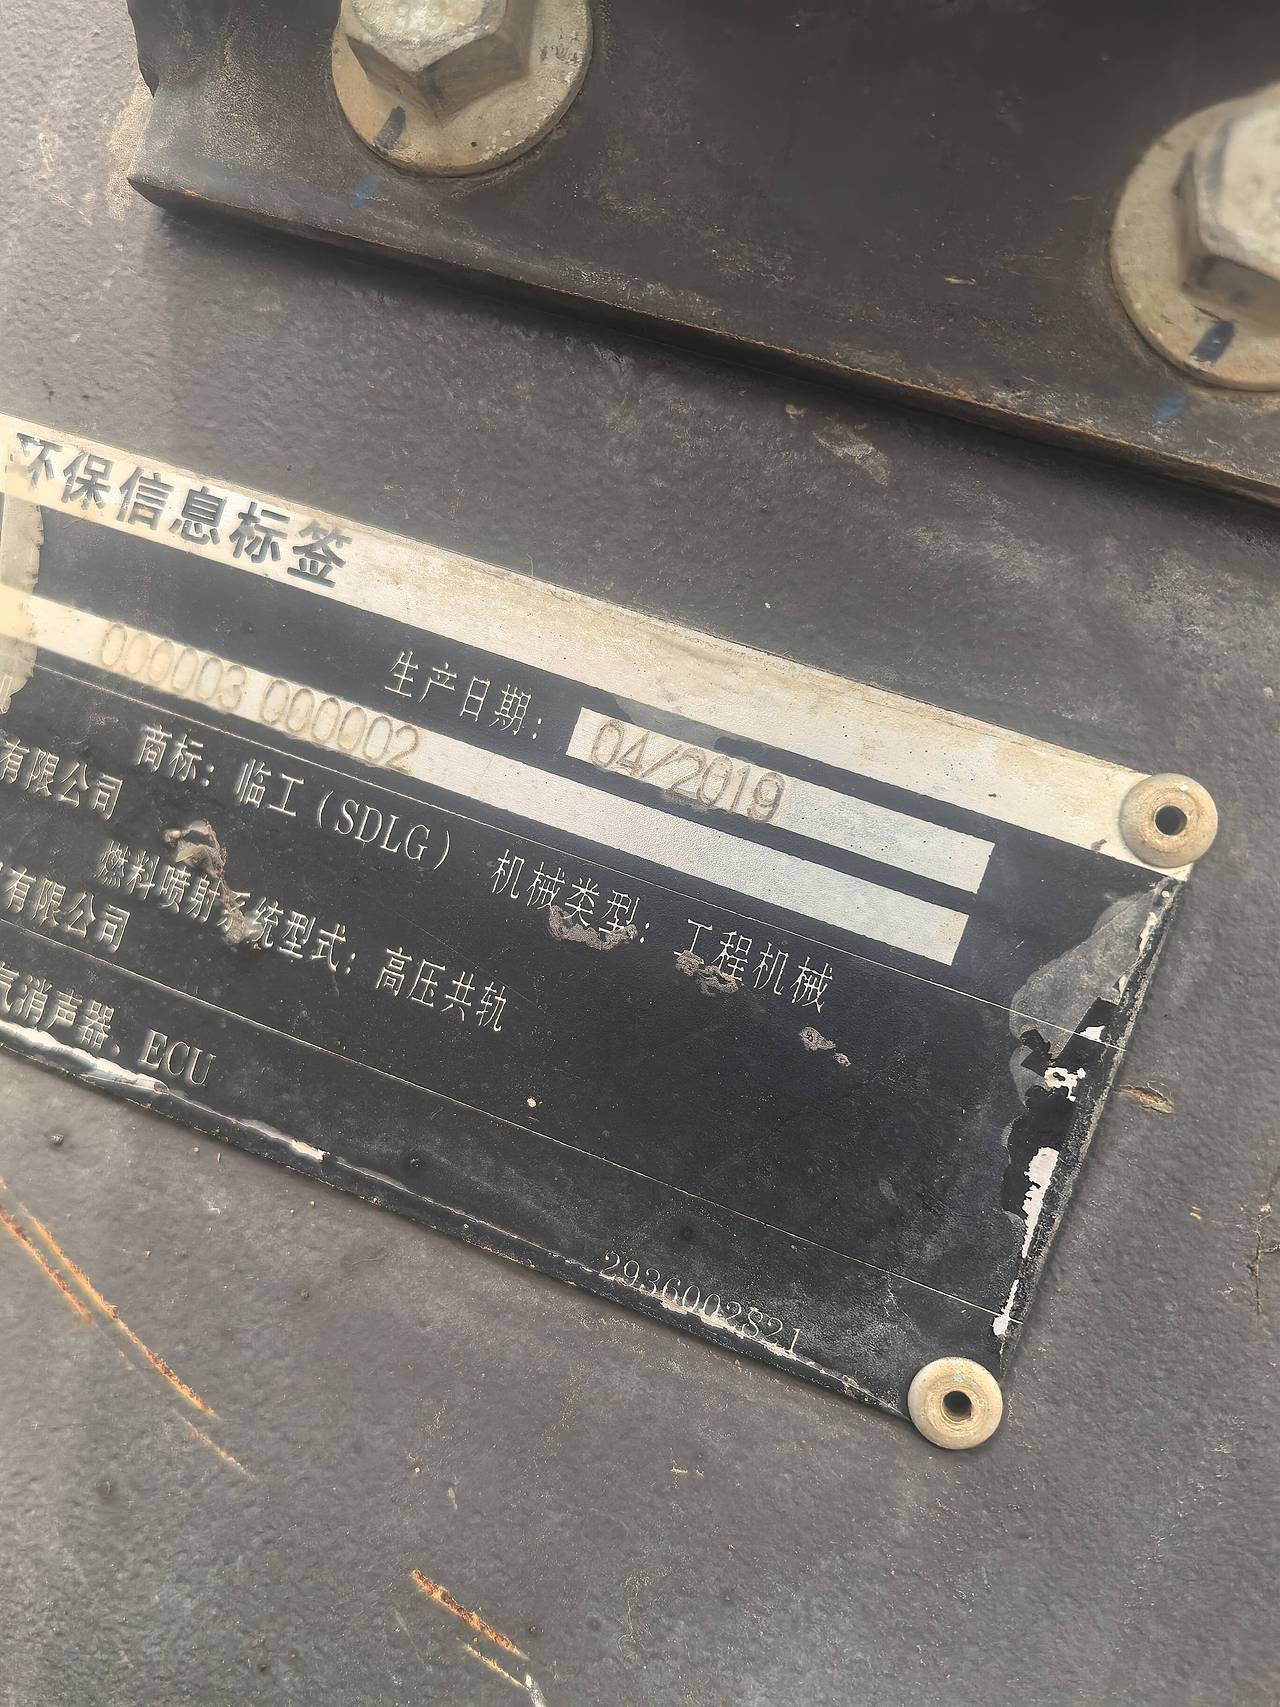 环保信息标签
生产日期: 04/2019
000003 000002
有限公司 商标: 临工(SDLG) 机械类型: 工程机械
有限公司 燃料喷射系统型式: 高压共轨
气消声器、ECU
2936002821